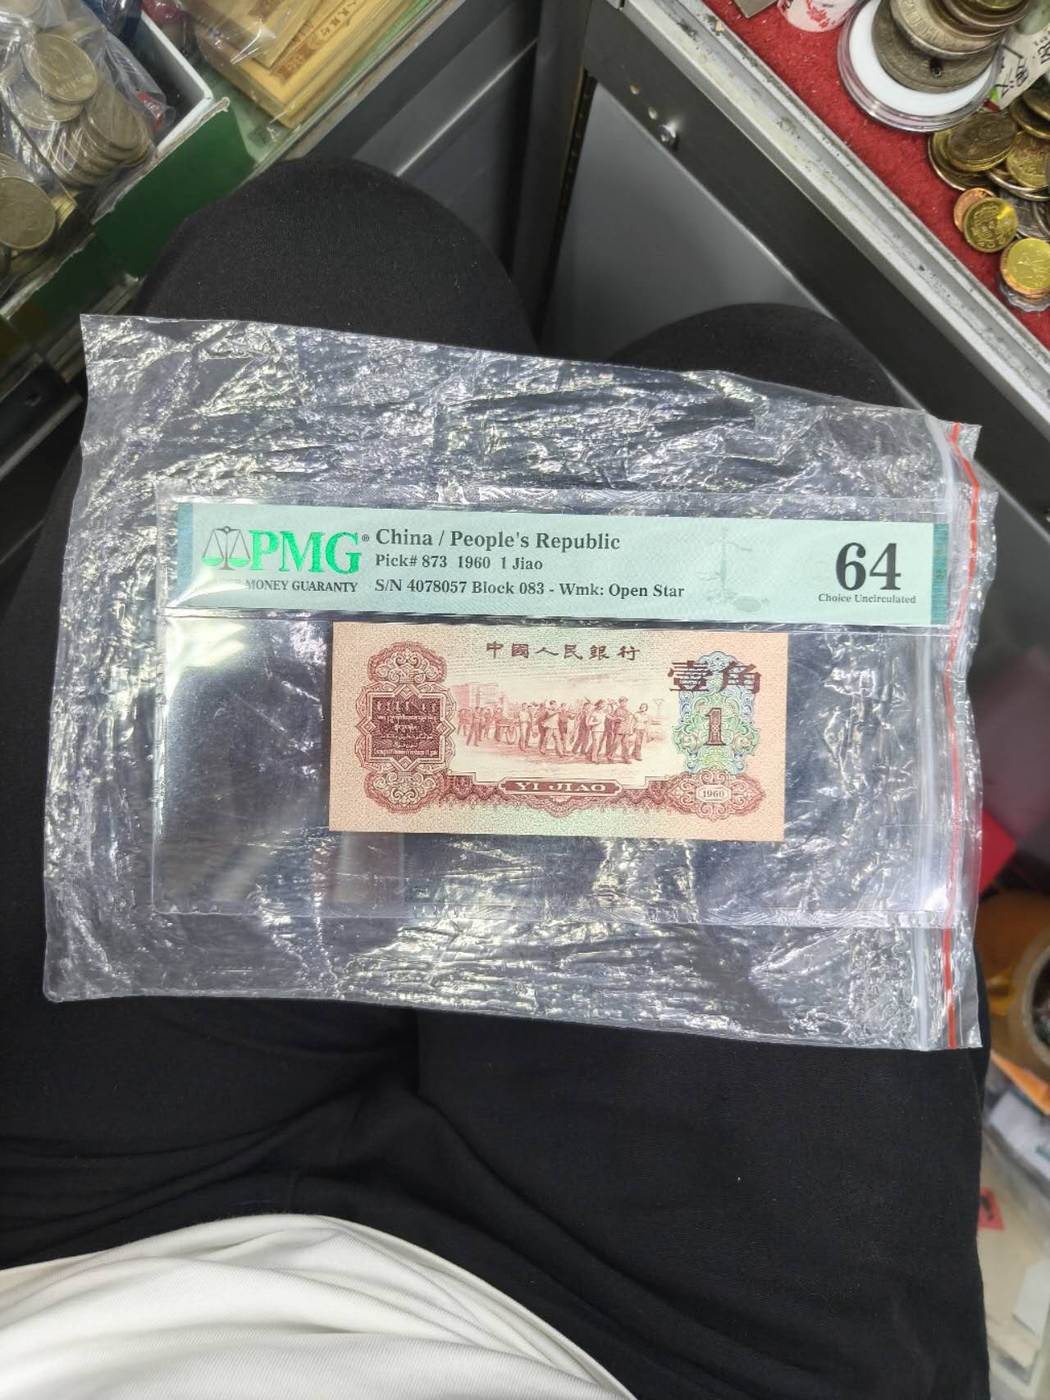 PMG®
MONEY GUARANTY
China / People's Republic
Pick# 873 1960 1 Jiao
S/N 4078057 Block 083 - Wmk: Open Star
64
Choice Uncirculated
中國人民銀行
壹角
1
YI JIAO
1960